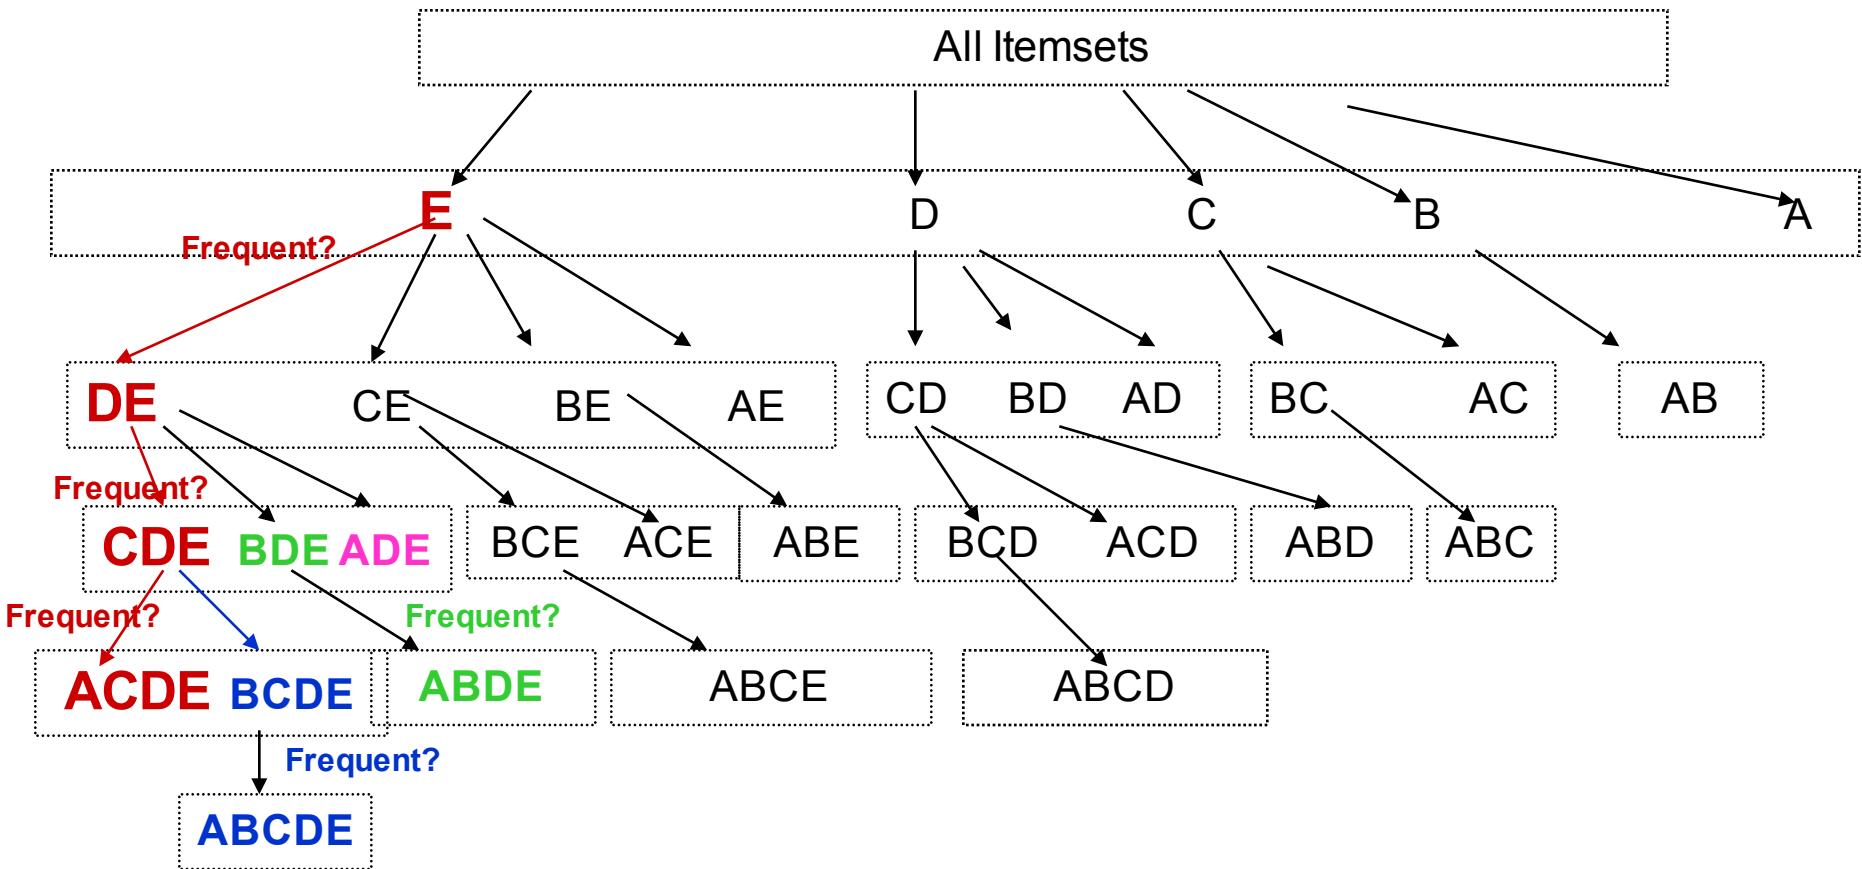 All Itemsets
E D C B A
Frequent?
DE CE BE AE CD BD AD BC AC AB
Frequent?
CDE BDE ADE BCE ACE ABE BCD ACD ABD ABC
Frequent? Frequent?
ACDE BCDE ABDE ABCE ABCD
Frequent?
ABCDE